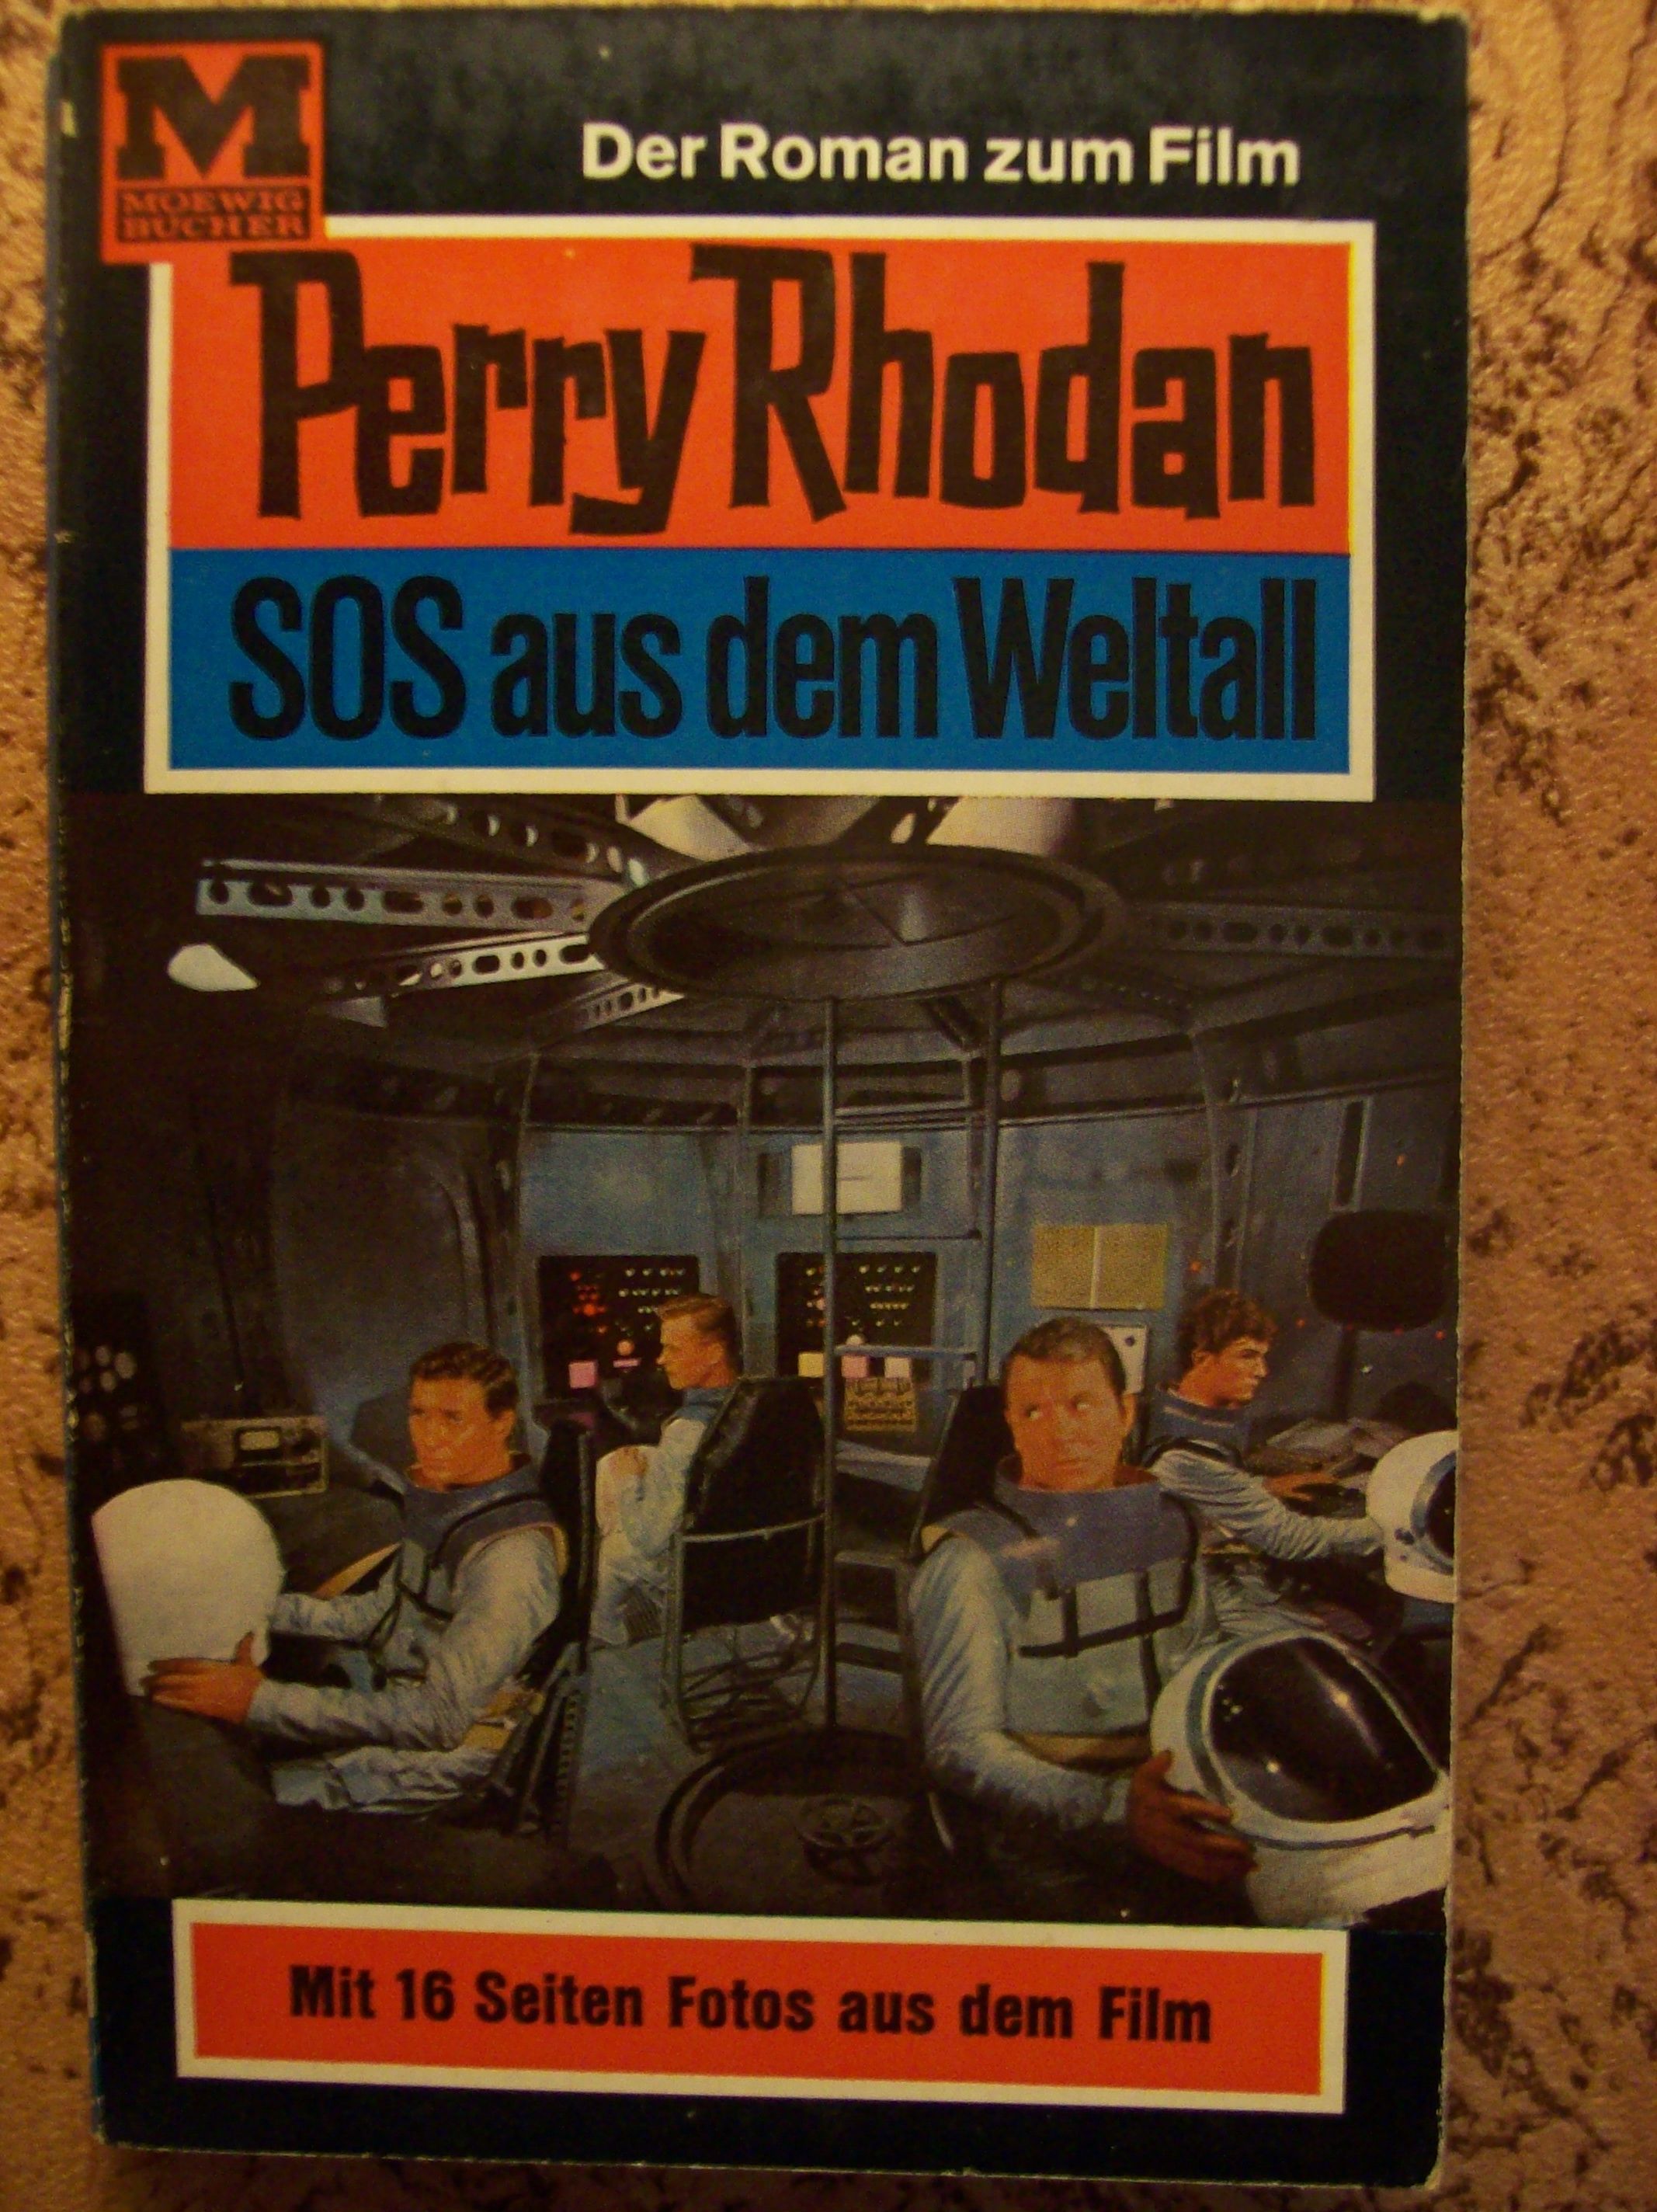 M
MOEWIG
BÜCHER
Der Roman zum Film
Perry Rhodan
SOS aus dem Weltall
Mit 16 Seiten Fotos aus dem Film